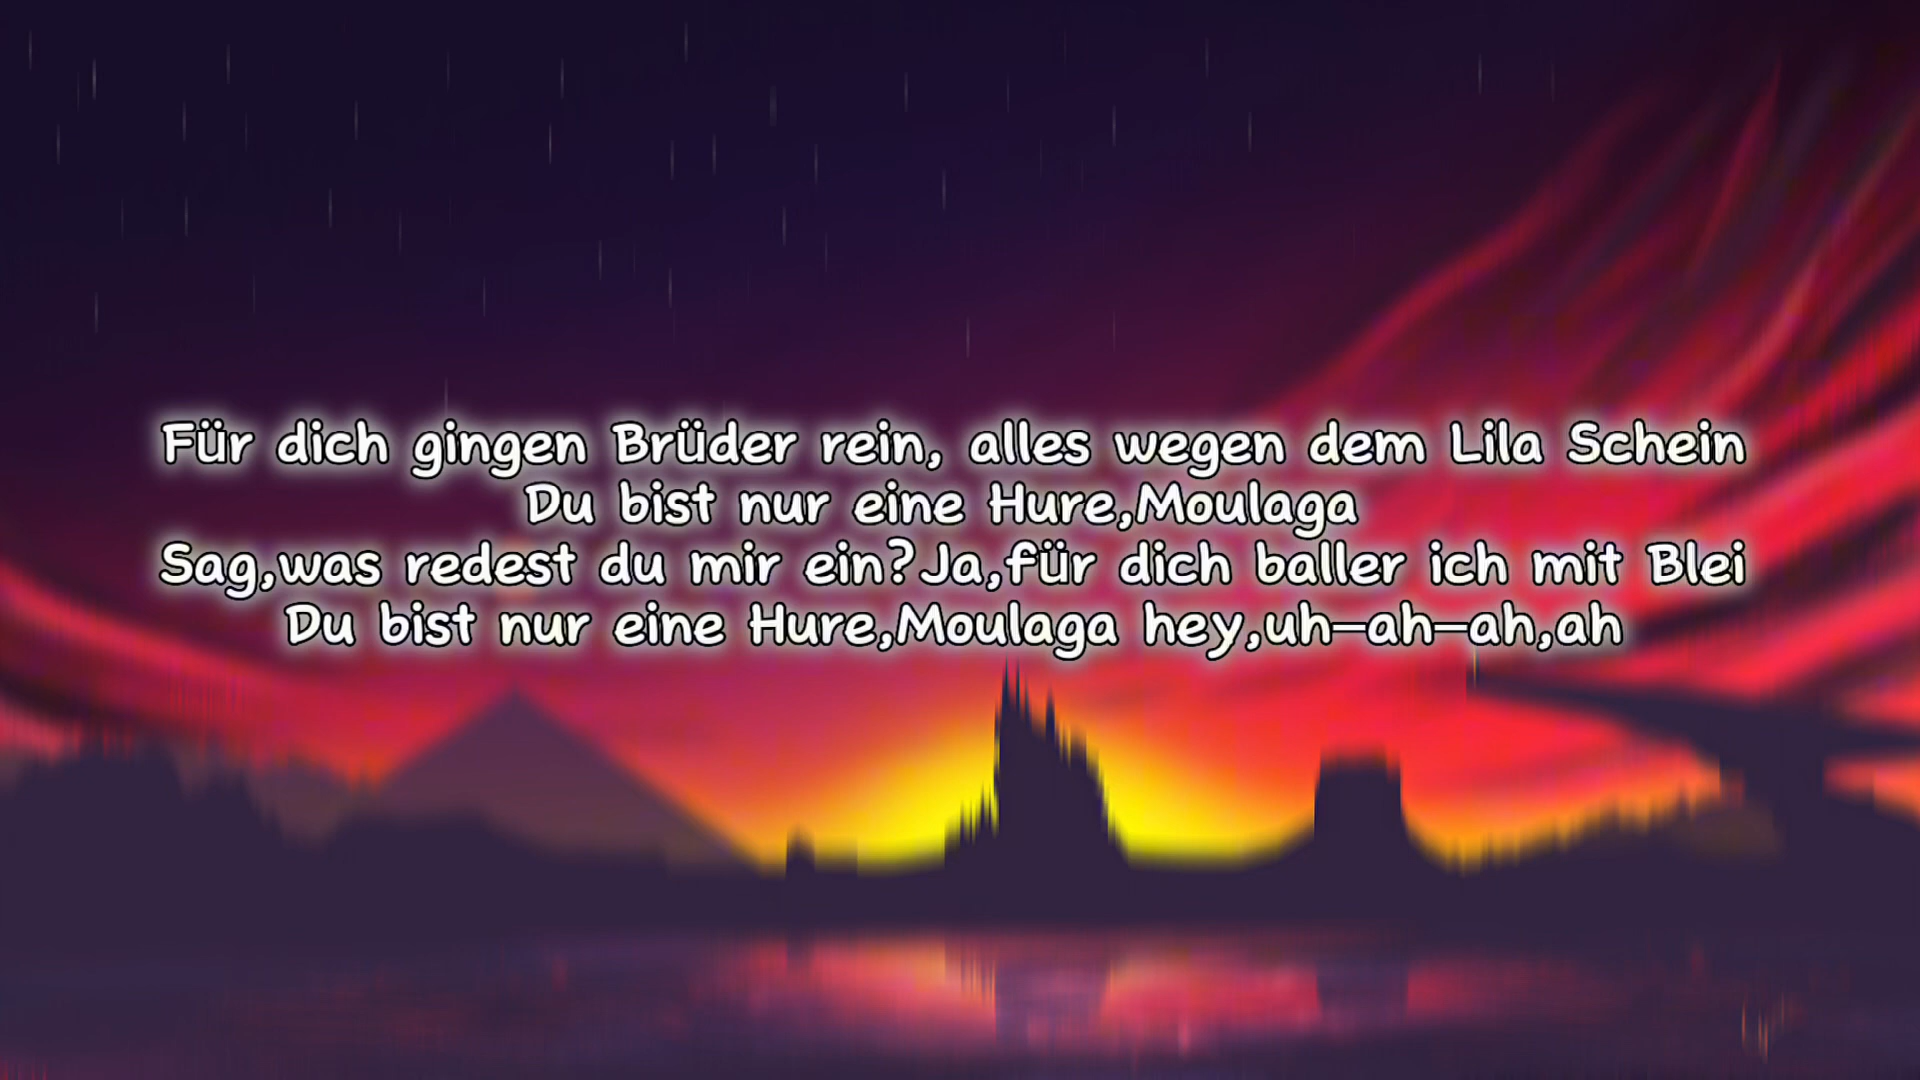 Für dich gingen Brüder rein, alles wegen dem Lila Schein
Du bist nur eine Hure,Moulaga
Sag,was redest du mir ein?Ja,für dich baller ich mit Blei
Du bist nur eine Hure,Moulaga hey,uh–ah–ah,ah